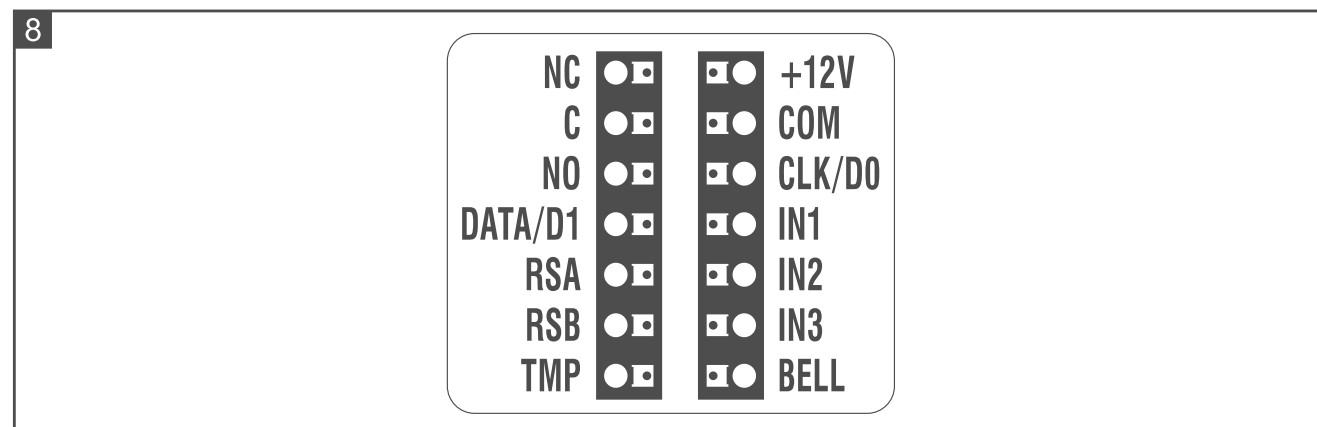 8
NC +12V
C COM
NO CLK/D0
DATA/D1 IN1
RSA IN2
RSB IN3
TMP BELL